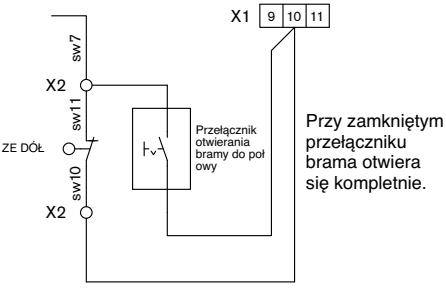 X1 9 10 11
sw7
X2
sw11
ZE DÓŁ
sw10
X2
Przełącznik
otwierania
bramy do poł
owy
Przy zamkniętym
przełączniku
brama otwiera
się kompletnie.